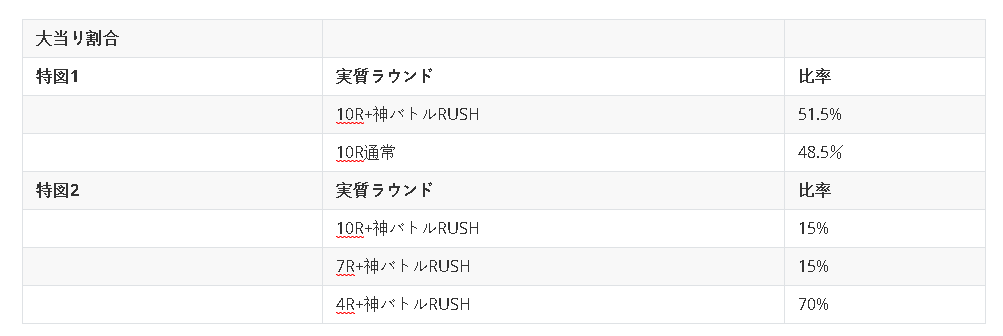 大当り割合
特図1 実質ラウンド 比率
10R+神バトルRUSH 51.5%
10R通常 48.5％
特図2 実質ラウンド 比率
10R+神バトルRUSH 15%
7R+神バトルRUSH 15%
4R+神バトルRUSH 70%